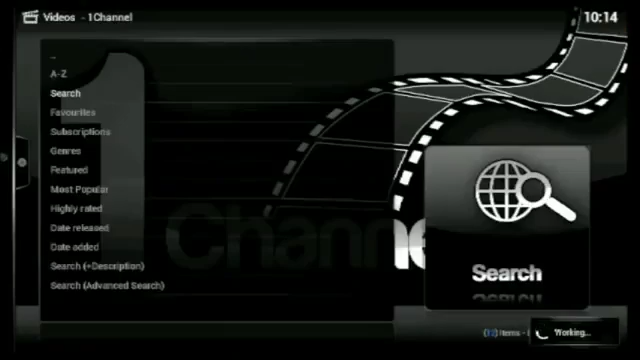 Videos - 1Channel
10:14
..
A-Z
Search
Favourites
Subscriptions
Genres
Featured
Most Popular
Highly rated
Date released
Date added
Search (+Description)
Search (Advanced Search)
Channe
Search
Items -
Working...